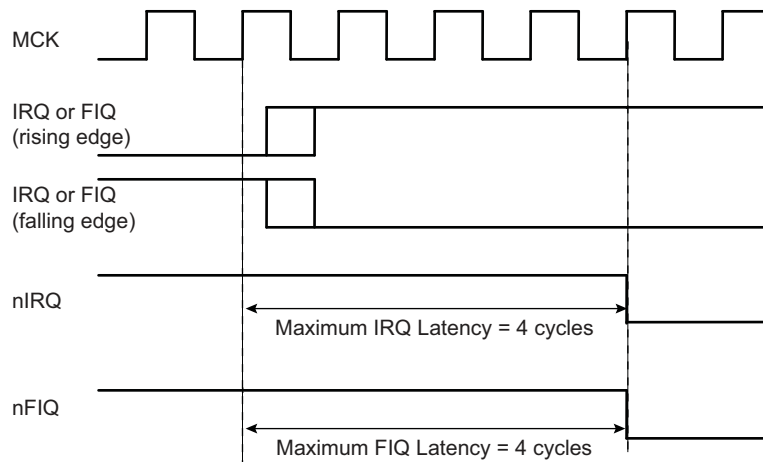 MCK
IRQ or FIQ
(rising edge)
IRQ or FIQ
(falling edge)
nIRQ
Maximum IRQ Latency = 4 cycles
nFIQ
Maximum FIQ Latency = 4 cycles